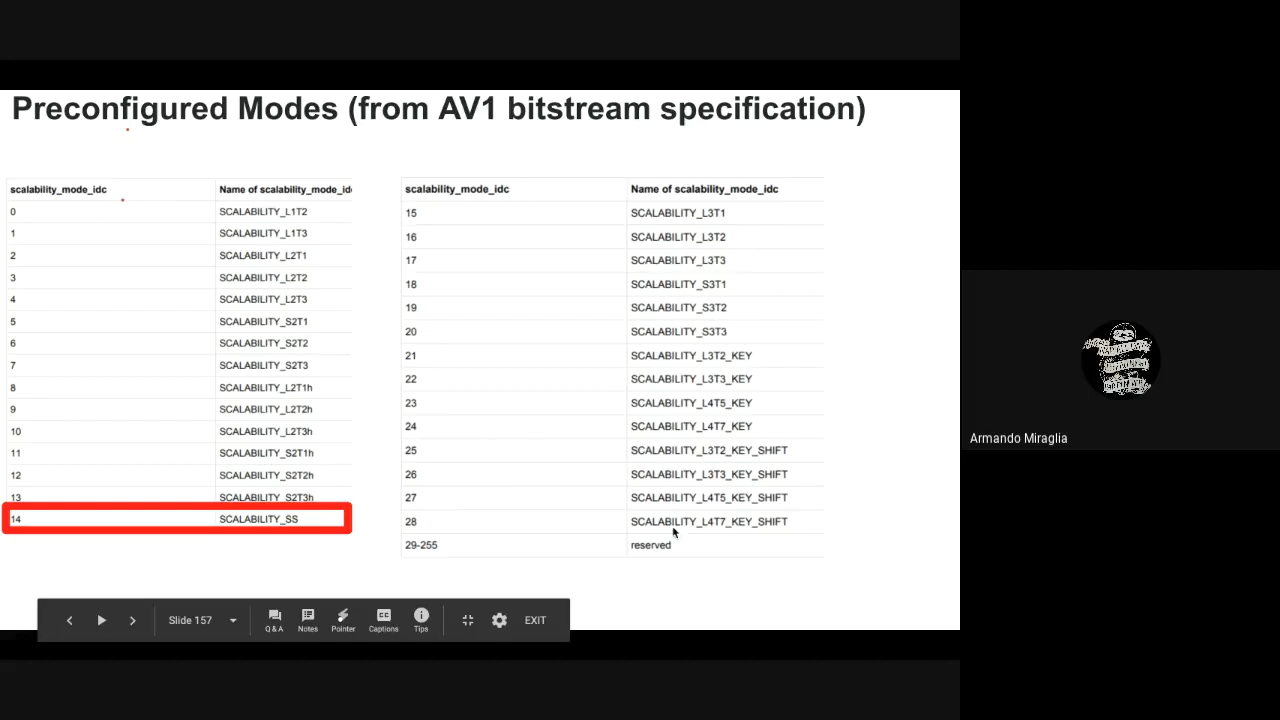 Preconfigured Modes (from AV1 bitstream specification)
scalability_mode_idc Name of scalability_mode_id
0 SCALABILITY_L1T2
1 SCALABILITY_L1T3
2 SCALABILITY_L2T1
3 SCALABILITY_L2T2
4 SCALABILITY_L2T3
5 SCALABILITY_S2T1
6 SCALABILITY_S2T2
7 SCALABILITY_S2T3
8 SCALABILITY_L2T1h
9 SCALABILITY_L2T2h
10 SCALABILITY_L2T3h
11 SCALABILITY_S2T1h
12 SCALABILITY_S2T2h
13 SCALABILITY_S2T3h
14 SCALABILITY_SS
scalability_mode_idc Name of scalability_mode_idc
15 SCALABILITY_L3T1
16 SCALABILITY_L3T2
17 SCALABILITY_L3T3
18 SCALABILITY_S3T1
19 SCALABILITY_S3T2
20 SCALABILITY_S3T3
21 SCALABILITY_L3T2_KEY
22 SCALABILITY_L3T3_KEY
23 SCALABILITY_L4T5_KEY
24 SCALABILITY_L4T7_KEY
25 SCALABILITY_L3T2_KEY_SHIFT
26 SCALABILITY_L3T3_KEY_SHIFT
27 SCALABILITY_L4T5_KEY_SHIFT
28 SCALABILITY_L4T7_KEY_SHIFT
29-255 reserved
Slide 157
Q & A Notes Pointer Captions Tips
EXIT
Armando Miraglia